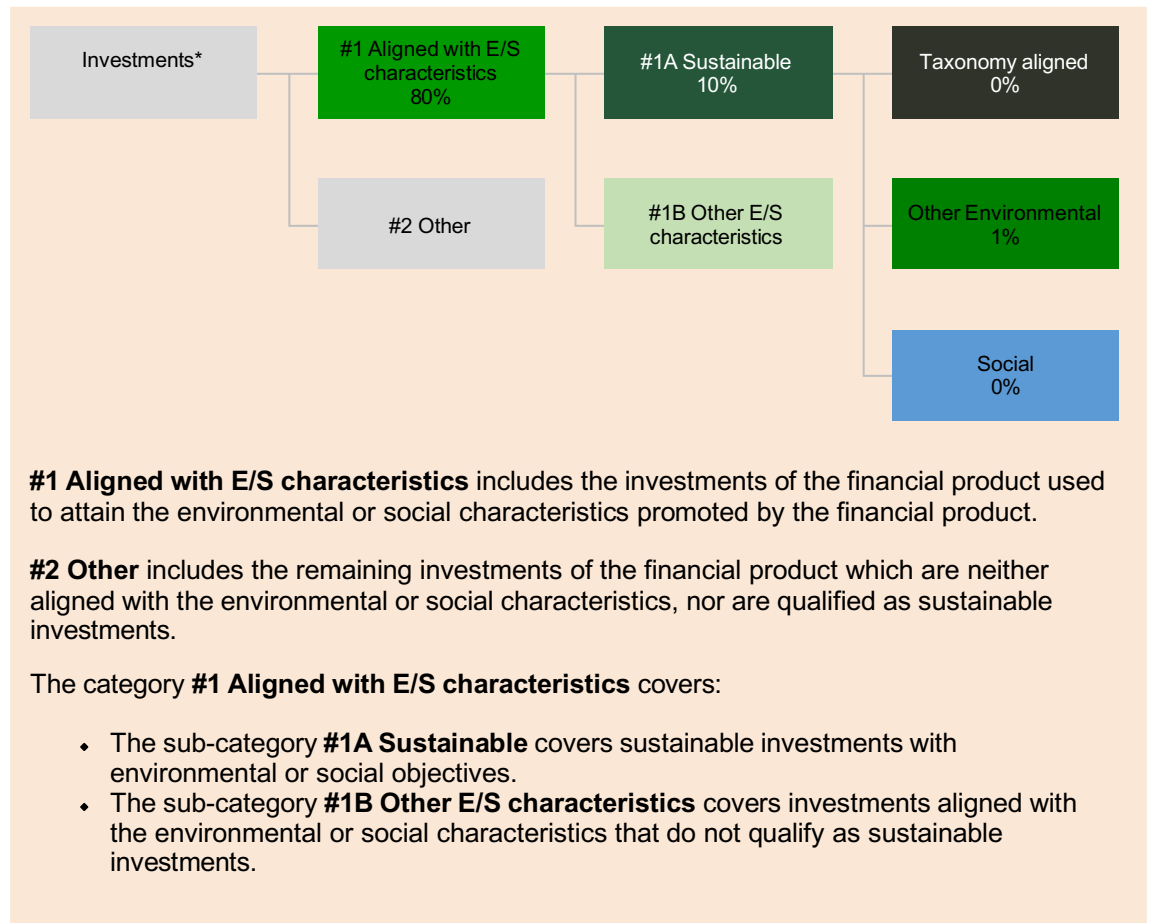 Investments*
#1 Aligned with E/S
characteristics
80%
#1A Sustainable
10%
Taxonomy aligned
0%
#2 Other
#1B Other E/S
characteristics
Other Environmental
1%
Social
0%
#1 Aligned with E/S characteristics includes the investments of the financial product used
to attain the environmental or social characteristics promoted by the financial product.
#2 Other includes the remaining investments of the financial product which are neither
aligned with the environmental or social characteristics, nor are qualified as sustainable
investments.
The category #1 Aligned with E/S characteristics covers:
The sub-category #1A Sustainable covers sustainable investments with
environmental or social objectives.
The sub-category #1B Other E/S characteristics covers investments aligned with
the environmental or social characteristics that do not qualify as sustainable
investments.